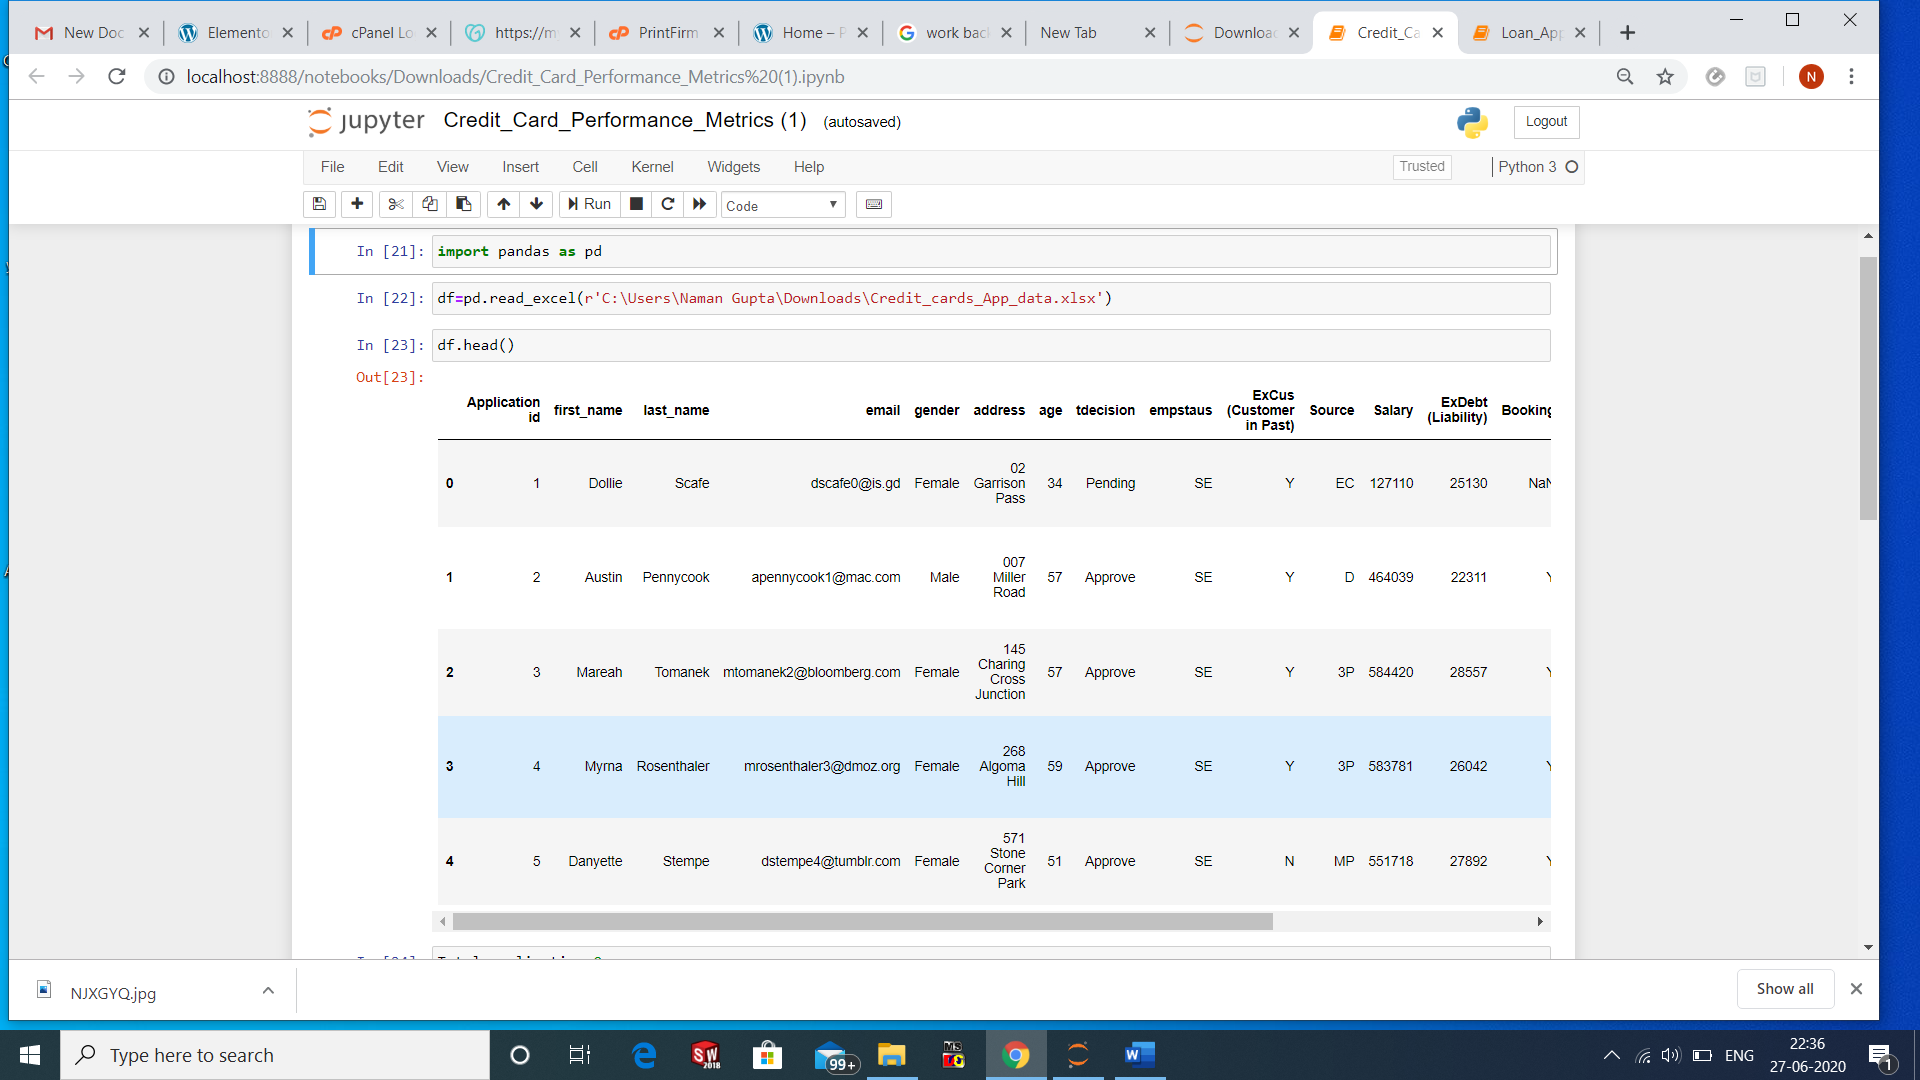 New Doc
Elemento
cPanel Lo
https://m
PrintFirm
Home – P
work bac
New Tab
Downloac
Credit_Ca
Loan_App
localhost:8888/notebooks/Downloads/Credit_Card_Performance_Metrics%20(1).ipynb
N
jupyter Credit_Card_Performance_Metrics (1) (autosaved)
Logout
File Edit View Insert Cell Kernel Widgets Help
Trusted
Python 3
Run
Code
In [21]: import pandas as pd
In [22]: df=pd.read_excel(r'C:\Users\Naman Gupta\Downloads\Credit_cards_App_data.xlsx')
In [23]: df.head()
Out[23]:
Application id first_name last_name email gender address age tdecision empstaus ExCus (Customer in Past) Source Salary ExDebt (Liability) Booking
0 1 Dollie Scafe dscafe0@is.gd Female 02 Garrison Pass 34 Pending SE Y EC 127110 25130 NaN
1 2 Austin Pennycook apennycook1@mac.com Male 007 Miller Road 57 Approve SE Y D 464039 22311 Y
2 3 Mareah Tomanek mtomanek2@bloomberg.com Female 145 Charing Cross Junction 57 Approve SE Y 3P 584420 28557 Y
3 4 Myrna Rosenthaler mrosenthaler3@dmoz.org Female 268 Algoma Hill 59 Approve SE Y 3P 583781 26042 Y
4 5 Danyette Stempe dstempe4@tumblr.com Female 571 Stone Corner Park 51 Approve SE N MP 551718 27892 Y
NJXGYQ.jpg
Show all
Type here to search
SW 2018
99+
MS
W
ENG
22:36
27-06-2020
1